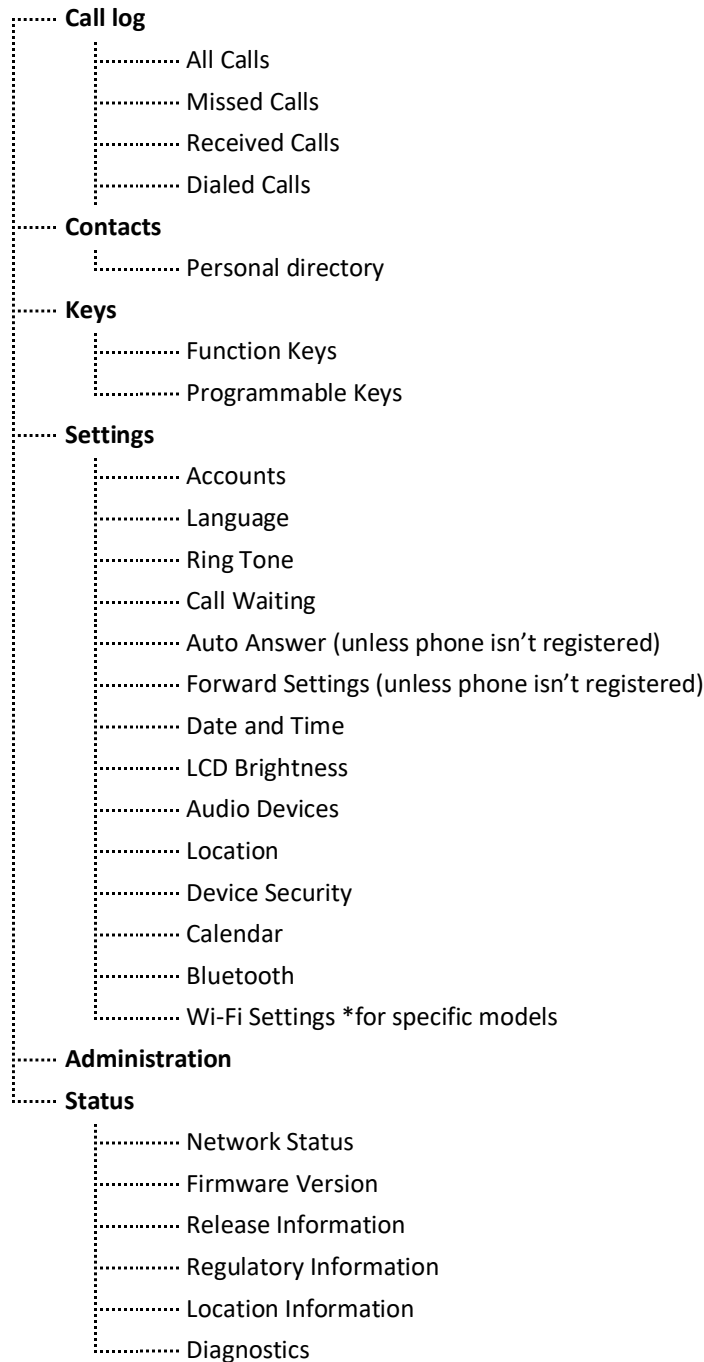 Call log
All Calls
Missed Calls
Received Calls
Dialed Calls
Contacts
Personal directory
Keys
Function Keys
Programmable Keys
Settings
Accounts
Language
Ring Tone
Call Waiting
Auto Answer (unless phone isn’t registered)
Forward Settings (unless phone isn’t registered)
Date and Time
LCD Brightness
Audio Devices
Location
Device Security
Calendar
Bluetooth
Wi-Fi Settings *for specific models
Administration
Status
Network Status
Firmware Version
Release Information
Regulatory Information
Location Information
Diagnostics